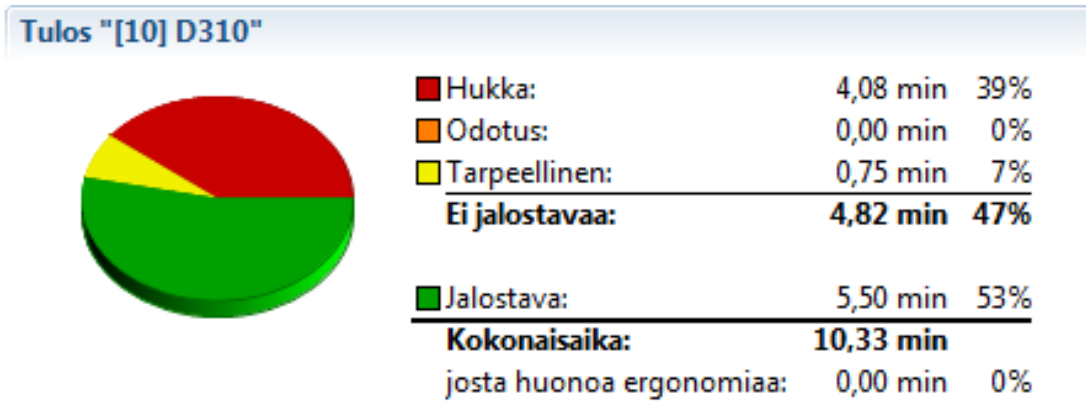 Tulos "[10] D310"
Hukka: 4,08 min 39%
Odotus: 0,00 min 0%
Tarpeellinen: 0,75 min 7%
Ei jalostavaa: 4,82 min 47%
Jalostava: 5,50 min 53%
Kokonaisaika: 10,33 min
josta huonoa ergonomiaa: 0,00 min 0%